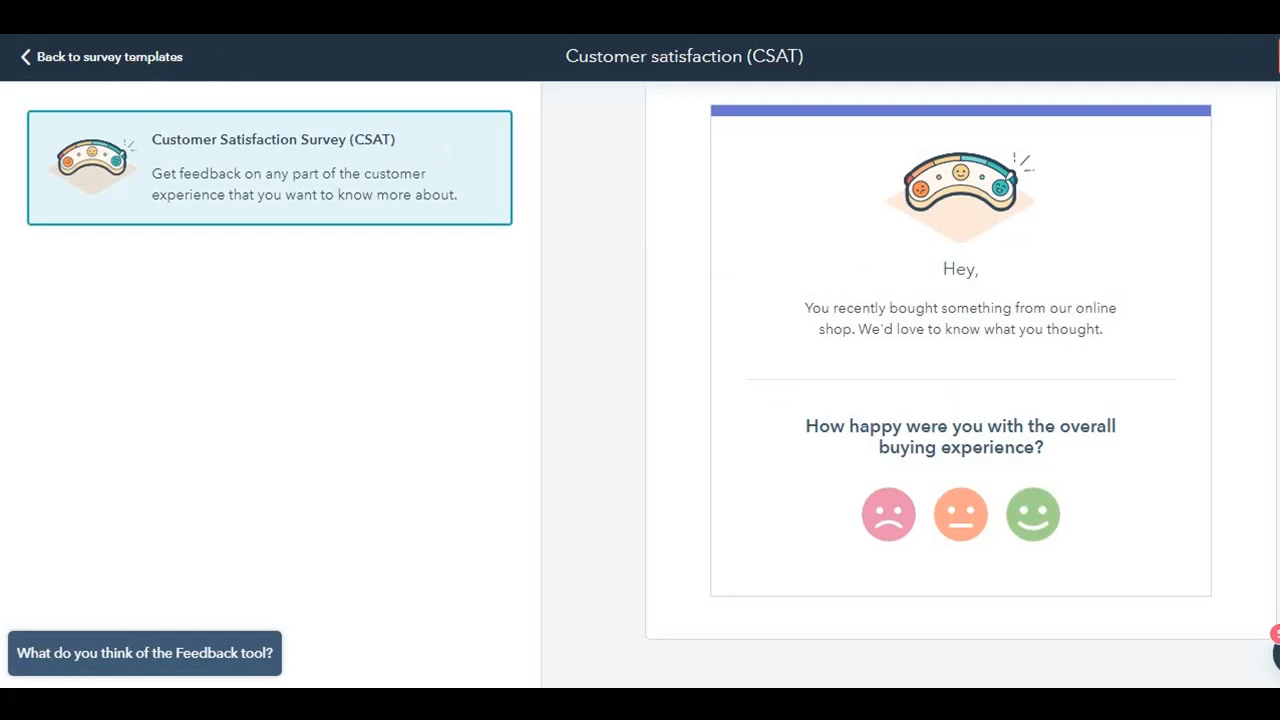 Back to survey templates
Customer satisfaction (CSAT)
Customer Satisfaction Survey (CSAT)
Get feedback on any part of the customer
experience that you want to know more about.
Hey,
You recently bought something from our online
shop. We'd love to know what you thought.
How happy were you with the overall
buying experience?
What do you think of the Feedback tool?